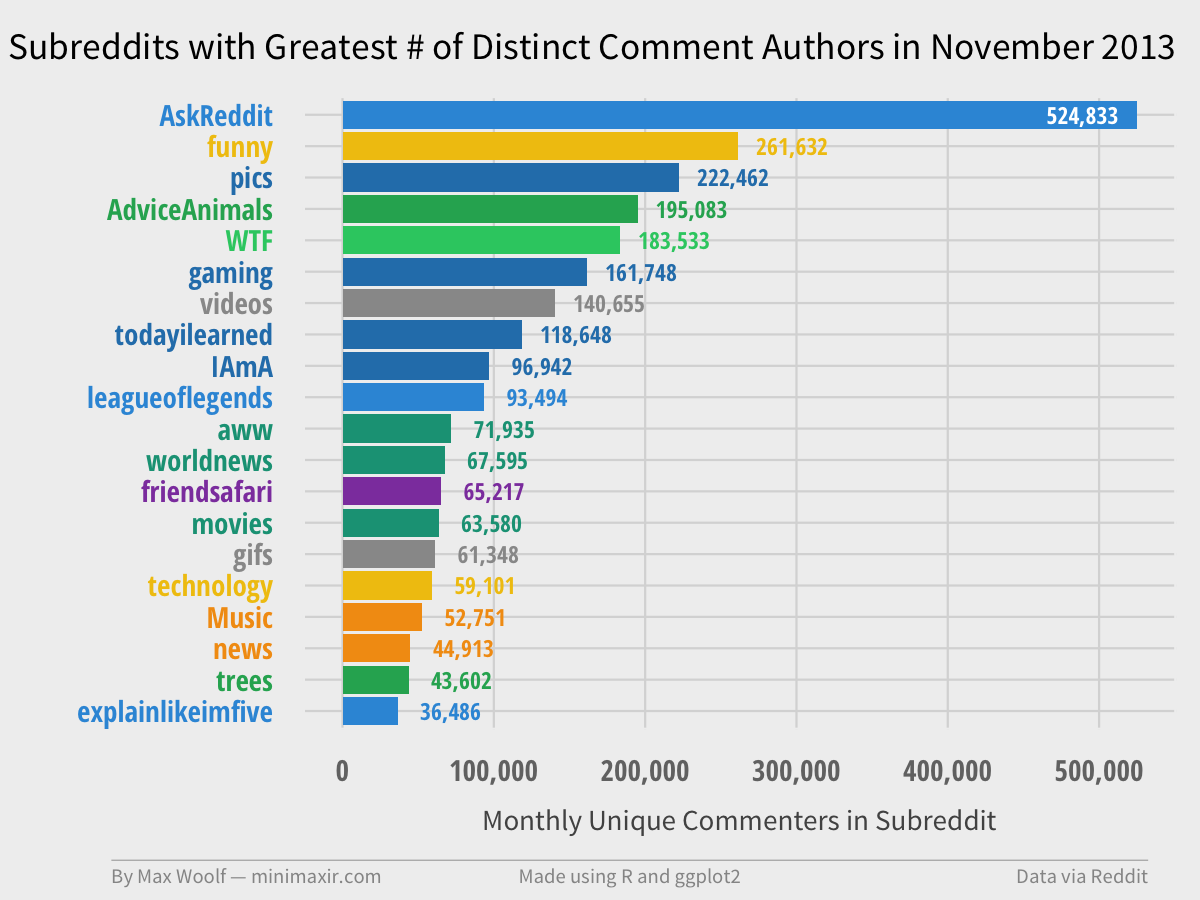 Subreddits with Greatest # of Distinct Comment Authors in November 2013
AskReddit 524,833
funny 261,632
pics 222,462
AdviceAnimals 195,083
WTF 183,533
gaming 161,748
videos 140,655
todayilearned 118,648
IAmA 96,942
leagueoflegends 93,494
aww 71,935
worldnews 67,595
friendsafari 65,217
movies 63,580
gifs 61,348
technology 59,101
Music 52,751
news 44,913
trees 43,602
explainlikeimfive 36,486
0 100,000 200,000 300,000 400,000 500,000
Monthly Unique Commenters in Subreddit
By Max Woolf — minimaxir.com Made using R and ggplot2 Data via Reddit